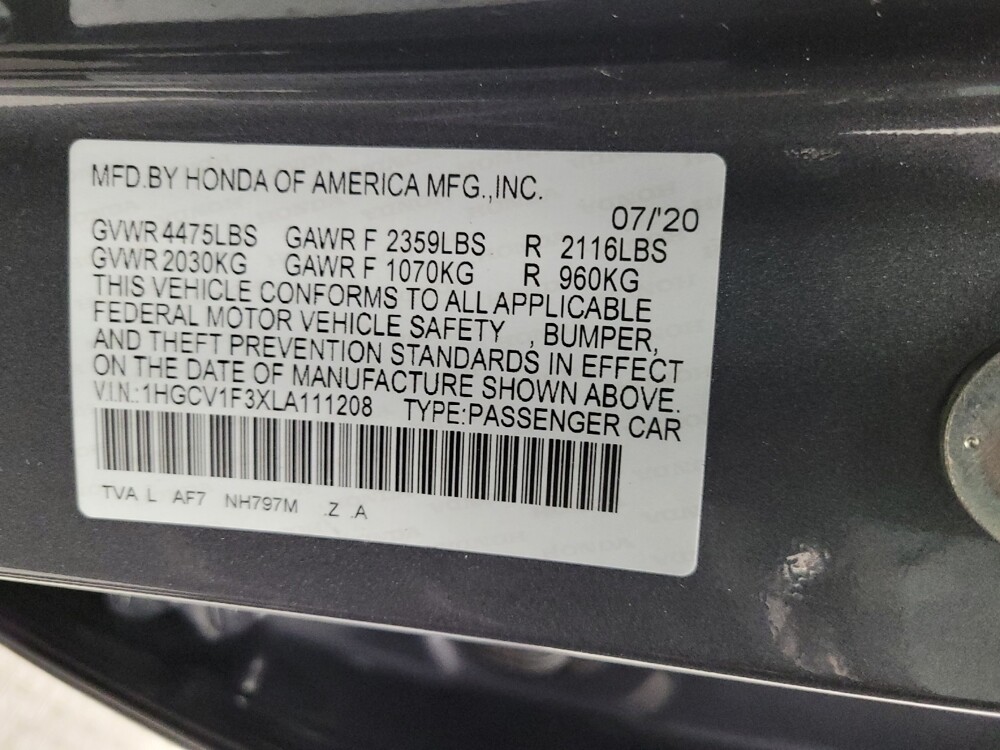 MFD.BY HONDA OF AMERICA MFG.,INC.
07/'20
GVWR 4475LBS GAWR F 2359LBS R 2116LBS
GVWR 2030KG GAWR F 1070KG R 960KG
THIS VEHICLE CONFORMS TO ALL APPLICABLE
FEDERAL MOTOR VEHICLE SAFETY , BUMPER,
AND THEFT PREVENTION STANDARDS IN EFFECT
ON THE DATE OF MANUFACTURE SHOWN ABOVE.
V.I.N.:1HGCV1F3XLA111208 TYPE:PASSENGER CAR
TVA L AF7 NH797M .Z .A